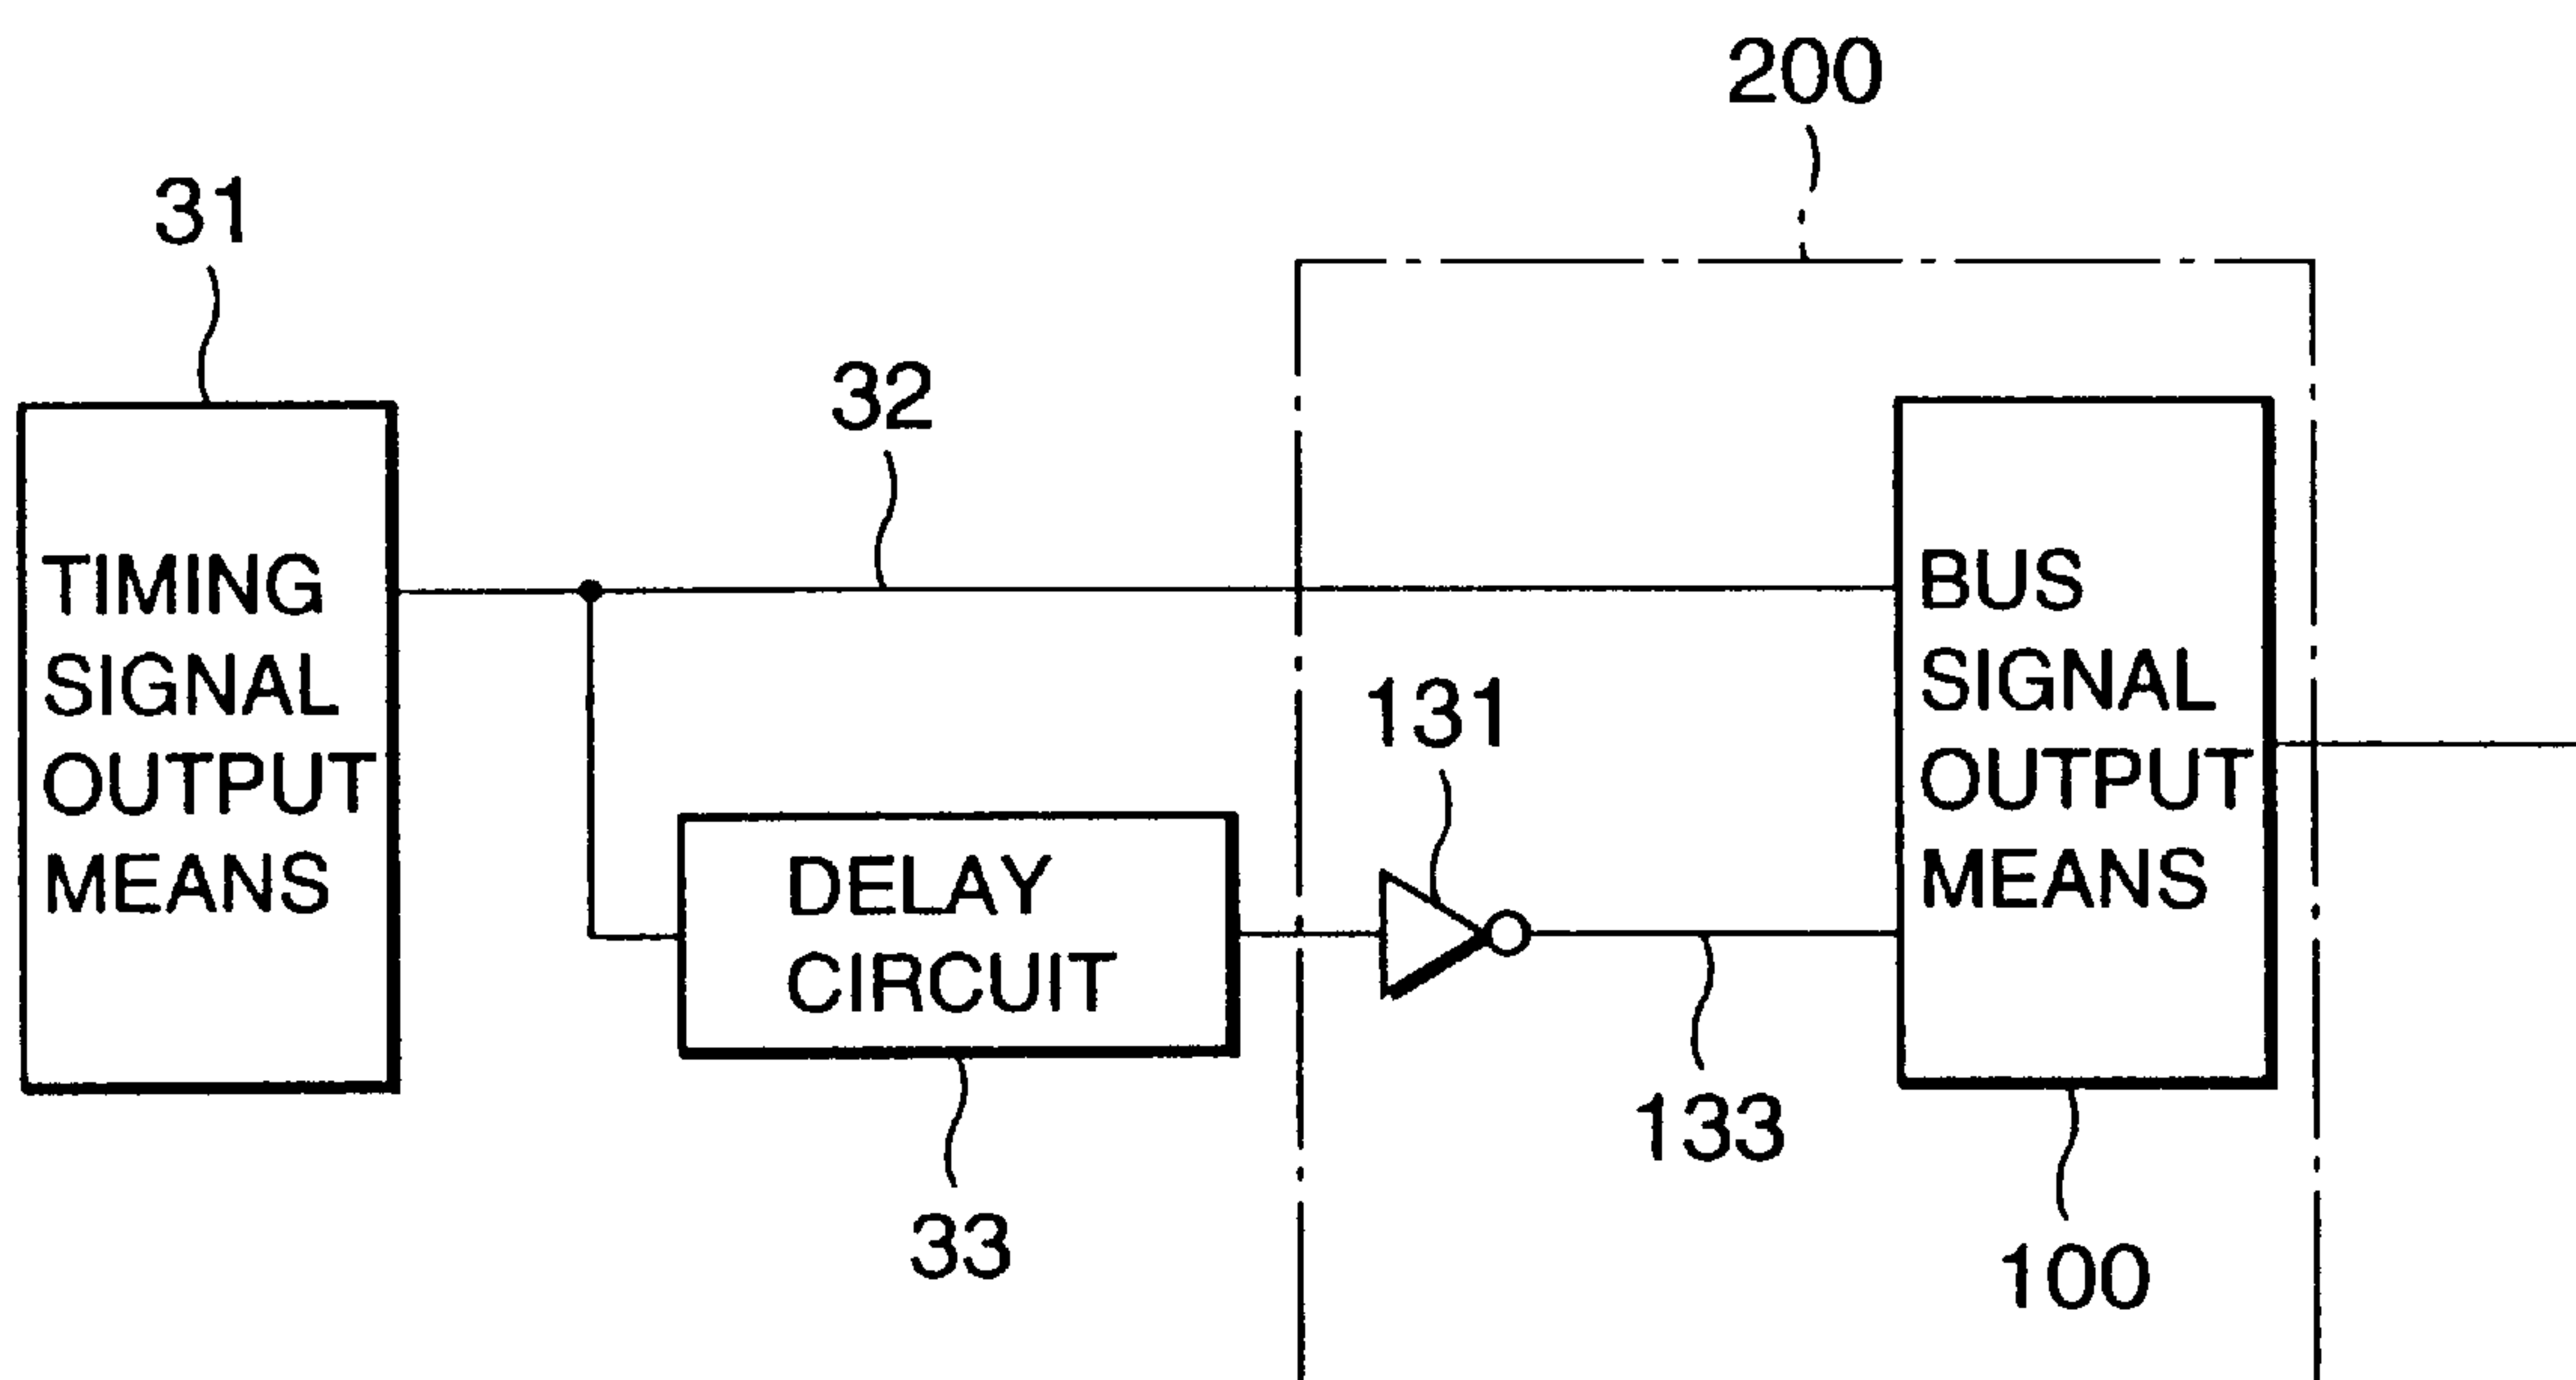 200
31
32
TIMING
SIGNAL
OUTPUT
MEANS
BUS
SIGNAL
OUTPUT
MEANS
131
DELAY
CIRCUIT
133
33
100